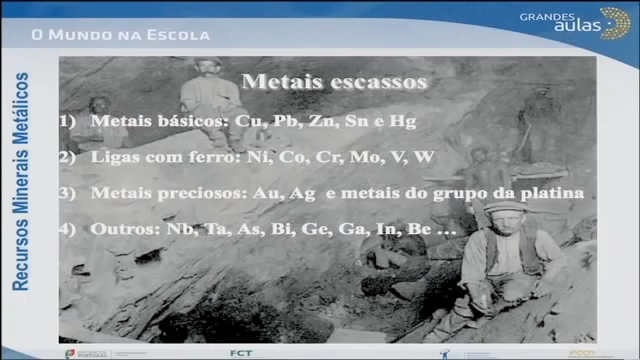 GRANDES
aulas
O MUNDO NA ESCOLA
Recursos Minerais Metálicos
Metais escassos
1) Metais básicos: Cu, Pb, Zn, Sn e Hg
2) Ligas com ferro: Ni, Co, Cr, Mo, V, W
3) Metais preciosos: Au, Ag e metais do grupo da platina
4) Outros: Nb, Ta, As, Bi, Ge, Ga, In, Be ...
FCT